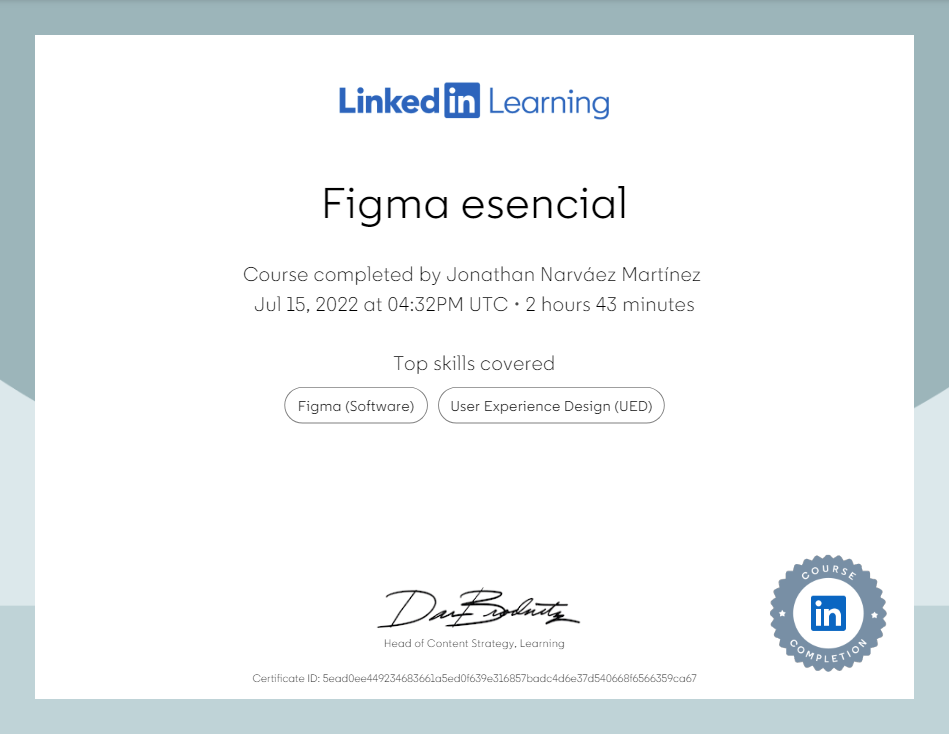 Linked in Learning
Figma esencial
Course completed by Jonathan Narváez Martínez
Jul 15, 2022 at 04:32PM UTC • 2 hours 43 minutes
Top skills covered
Figma (Software) User Experience Design (UED)
COURSE
in
COMPLETION
Dan Brodnitz
Head of Content Strategy, Learning
Certificate ID: 5ead0ee449234683661a5ed0f639e316857badc4d6e37d540668f6566359ca67